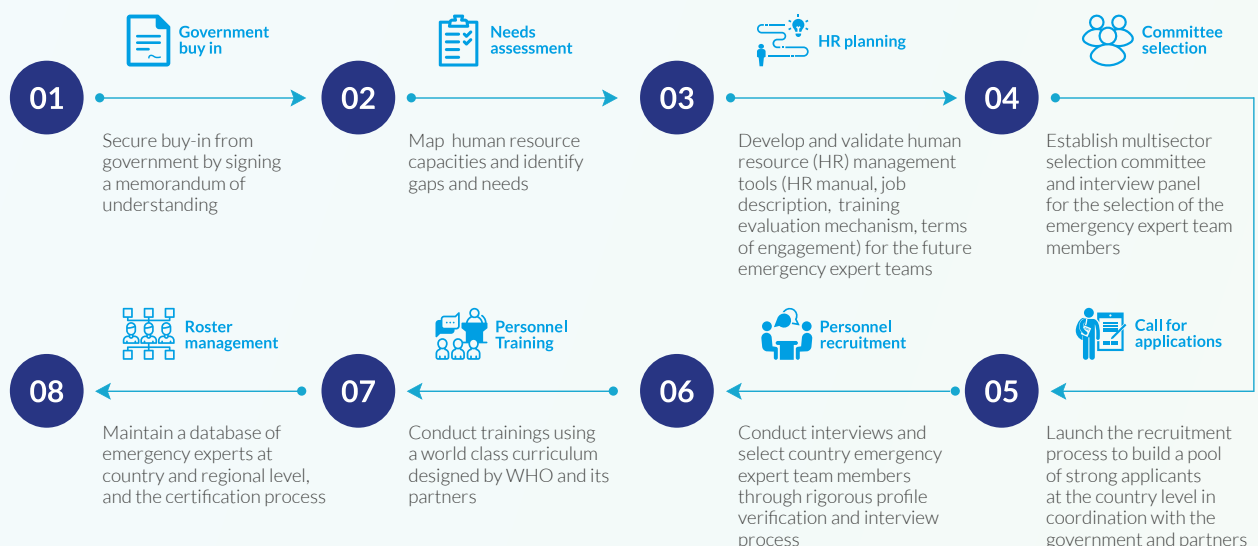 Government
buy in
01
Secure buy-in from
government by signing
a memorandum of
understanding
Needs
assessment
02
Map human resource
capacities and identify
gaps and needs
HR planning
03
Develop and validate human
resource (HR) management
tools (HR manual, job
description, training
evaluation mechanism, terms
of engagement) for the future
emergency expert teams
Committee
selection
04
Establish multisector
selection committee
and interview panel
for the selection of the
emergency expert team
members
Call for
applications
05
Launch the recruitment
process to build a pool
of strong applicants
at the country level in
coordination with the
government and partners
Personnel
recruitment
06
Conduct interviews and
select country emergency
expert team members
through rigorous profile
verification and interview
process
Personnel
Training
07
Conduct trainings using
a world class curriculum
designed by WHO and its
partners
Roster
management
08
Maintain a database of
emergency experts at
country and regional level,
and the certification process